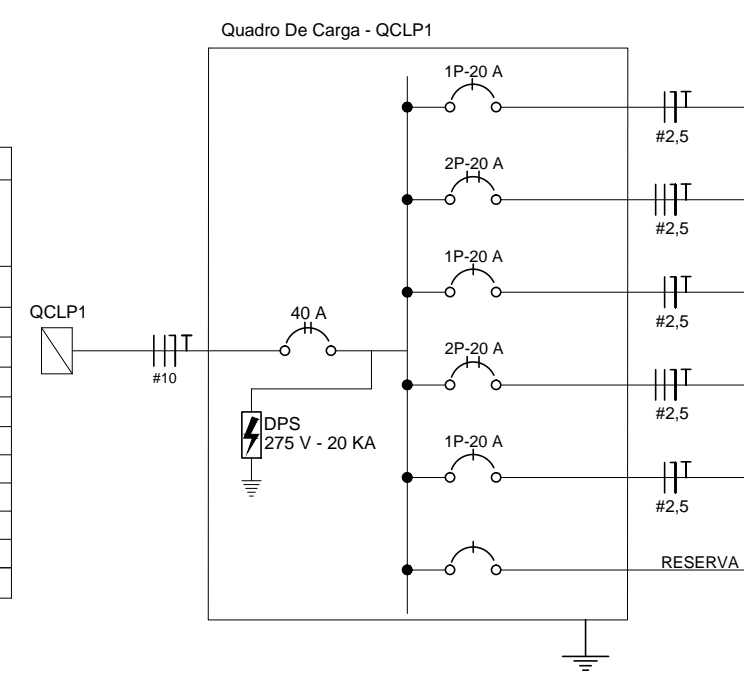 Quadro De Carga - QCLP1
1P-20 A
#2,5
2P-20 A
#2,5
1P-20 A
#2,5
QCLP1
40 A
#10
2P-20 A
#2,5
DPS
275 V - 20 KA
1P-20 A
#2,5
RESERVA